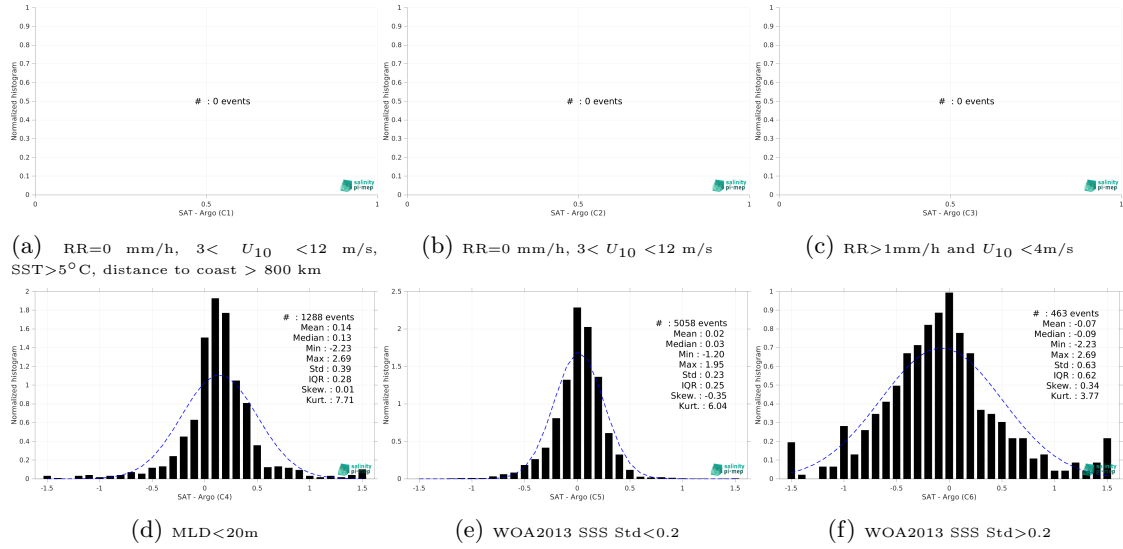 Normalized histogram
1
0.9
0.8
0.7
0.6
0.5
0.4
0.3
0.2
0.1
0
# : 0 events
salinity
pi-mep
0 0.5 1
SAT - Argo (C1)
(a) RR=0 mm/h, 3< U10 <12 m/s,
SST>5°C, distance to coast > 800 km
Normalized histogram
1
0.9
0.8
0.7
0.6
0.5
0.4
0.3
0.2
0.1
0
# : 0 events
salinity
pi-mep
0 0.5 1
SAT - Argo (C2)
(b) RR=0 mm/h, 3< U10 <12 m/s
Normalized histogram
1
0.9
0.8
0.7
0.6
0.5
0.4
0.3
0.2
0.1
0
# : 0 events
salinity
pi-mep
0 0.5 1
SAT - Argo (C3)
(c) RR>1mm/h and U10 <4m/s
Normalized histogram
2
1.8
1.6
1.4
1.2
1
0.8
0.6
0.4
0.2
0
# : 1288 events
Mean : 0.14
Median : 0.13
Min : -2.23
Max : 2.69
Std : 0.39
IQR : 0.28
Skew. : 0.01
Kurt. : 7.71
salinity
pi-mep
-1.5 -1 -0.5 0 0.5 1 1.5
SAT - Argo (C4)
(d) MLD<20m
Normalized histogram
2.5
2
1.5
1
0.5
0
# : 5058 events
Mean : 0.02
Median : 0.03
Min : -1.20
Max : 1.95
Std : 0.23
IQR : 0.25
Skew. : -0.35
Kurt. : 6.04
salinity
pi-mep
-1.5 -1 -0.5 0 0.5 1 1.5
SAT - Argo (C5)
(e) WOA2013 SSS Std<0.2
Normalized histogram
1
0.9
0.8
0.7
0.6
0.5
0.4
0.3
0.2
0.1
0
# : 463 events
Mean : -0.07
Median : -0.09
Min : -2.23
Max : 2.69
Std : 0.63
IQR : 0.62
Skew. : 0.34
Kurt. : 3.77
salinity
pi-mep
-1.5 -1 -0.5 0 0.5 1 1.5
SAT - Argo (C6)
(f) WOA2013 SSS Std>0.2